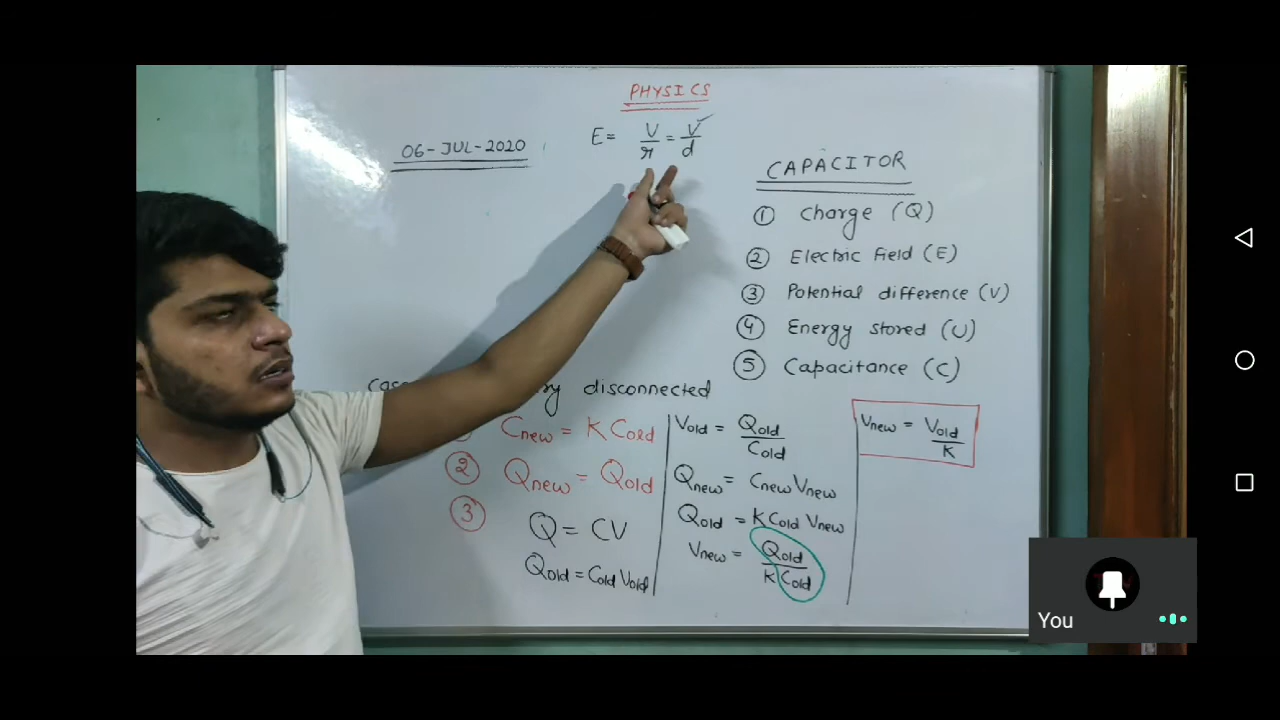 PHYSICS
06-JUL-2020
E = V/r = V/d
CAPACITOR
① Charge (Q)
② Electric Field (E)
③ Potential difference (V)
④ Energy stored (U)
⑤ Capacitance (C)
disconnected
Cnew = K Cold
② Qnew = Qold
③ Q = CV
Qold = Cold Vold
Vold = Qold/Cold
Qnew = Cnew Vnew
Qold = K Cold Vnew
Vnew = Qold/K Cold
Vnew = Vold/K
You